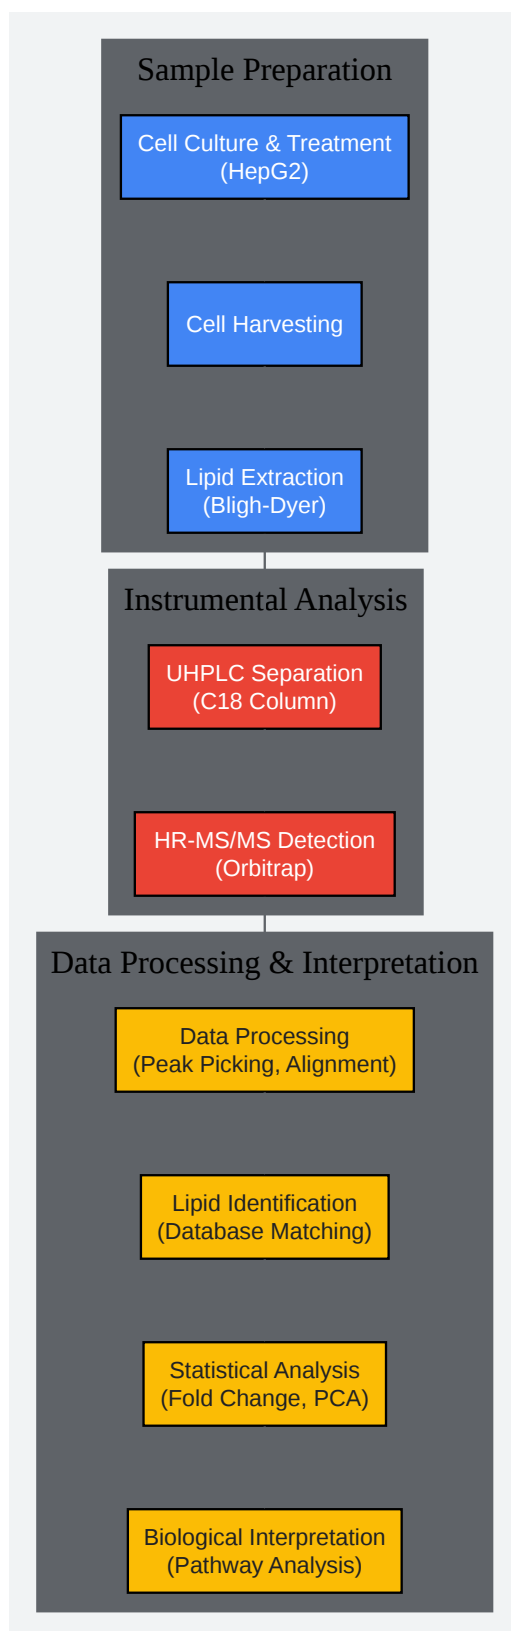 Sample Preparation
Cell Culture & Treatment
(HepG2)
Cell Harvesting
Lipid Extraction
(Bligh-Dyer)
Instrumental Analysis
UHPLC Separation
(C18 Column)
HR-MS/MS Detection
(Orbitrap)
Data Processing & Interpretation
Data Processing
(Peak Picking, Alignment)
Lipid Identification
(Database Matching)
Statistical Analysis
(Fold Change, PCA)
Biological Interpretation
(Pathway Analysis)